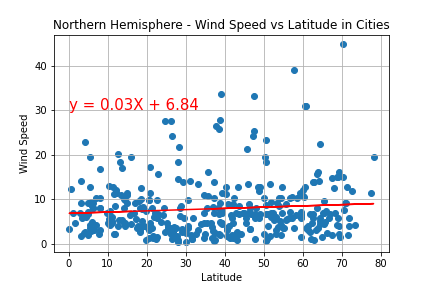 Northern Hemisphere - Wind Speed vs Latitude in Cities
Wind Speed
40
30
20
10
0
y = 0.03X + 6.84
0 10 20 30 40 50 60 70 80
Latitude